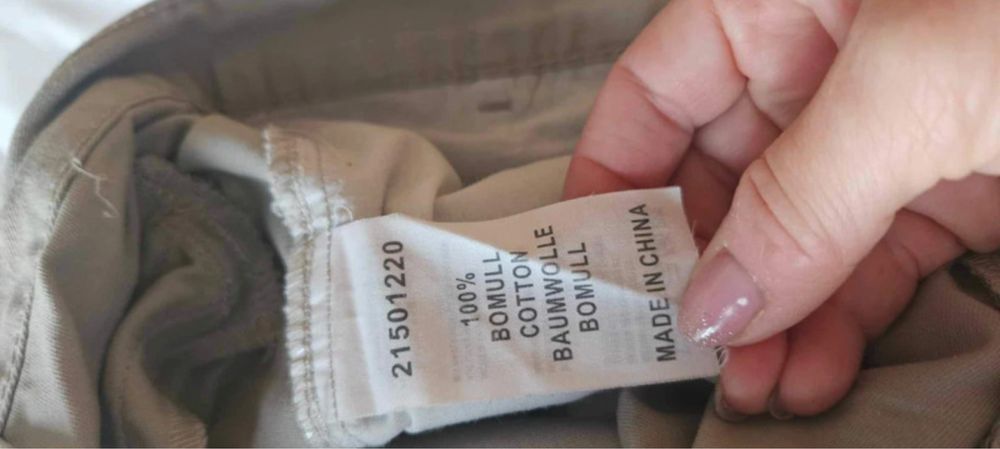 21501220
100%
BOMULL
COTTON
BAUMWOLLE
BOMULL
MADE IN CHINA